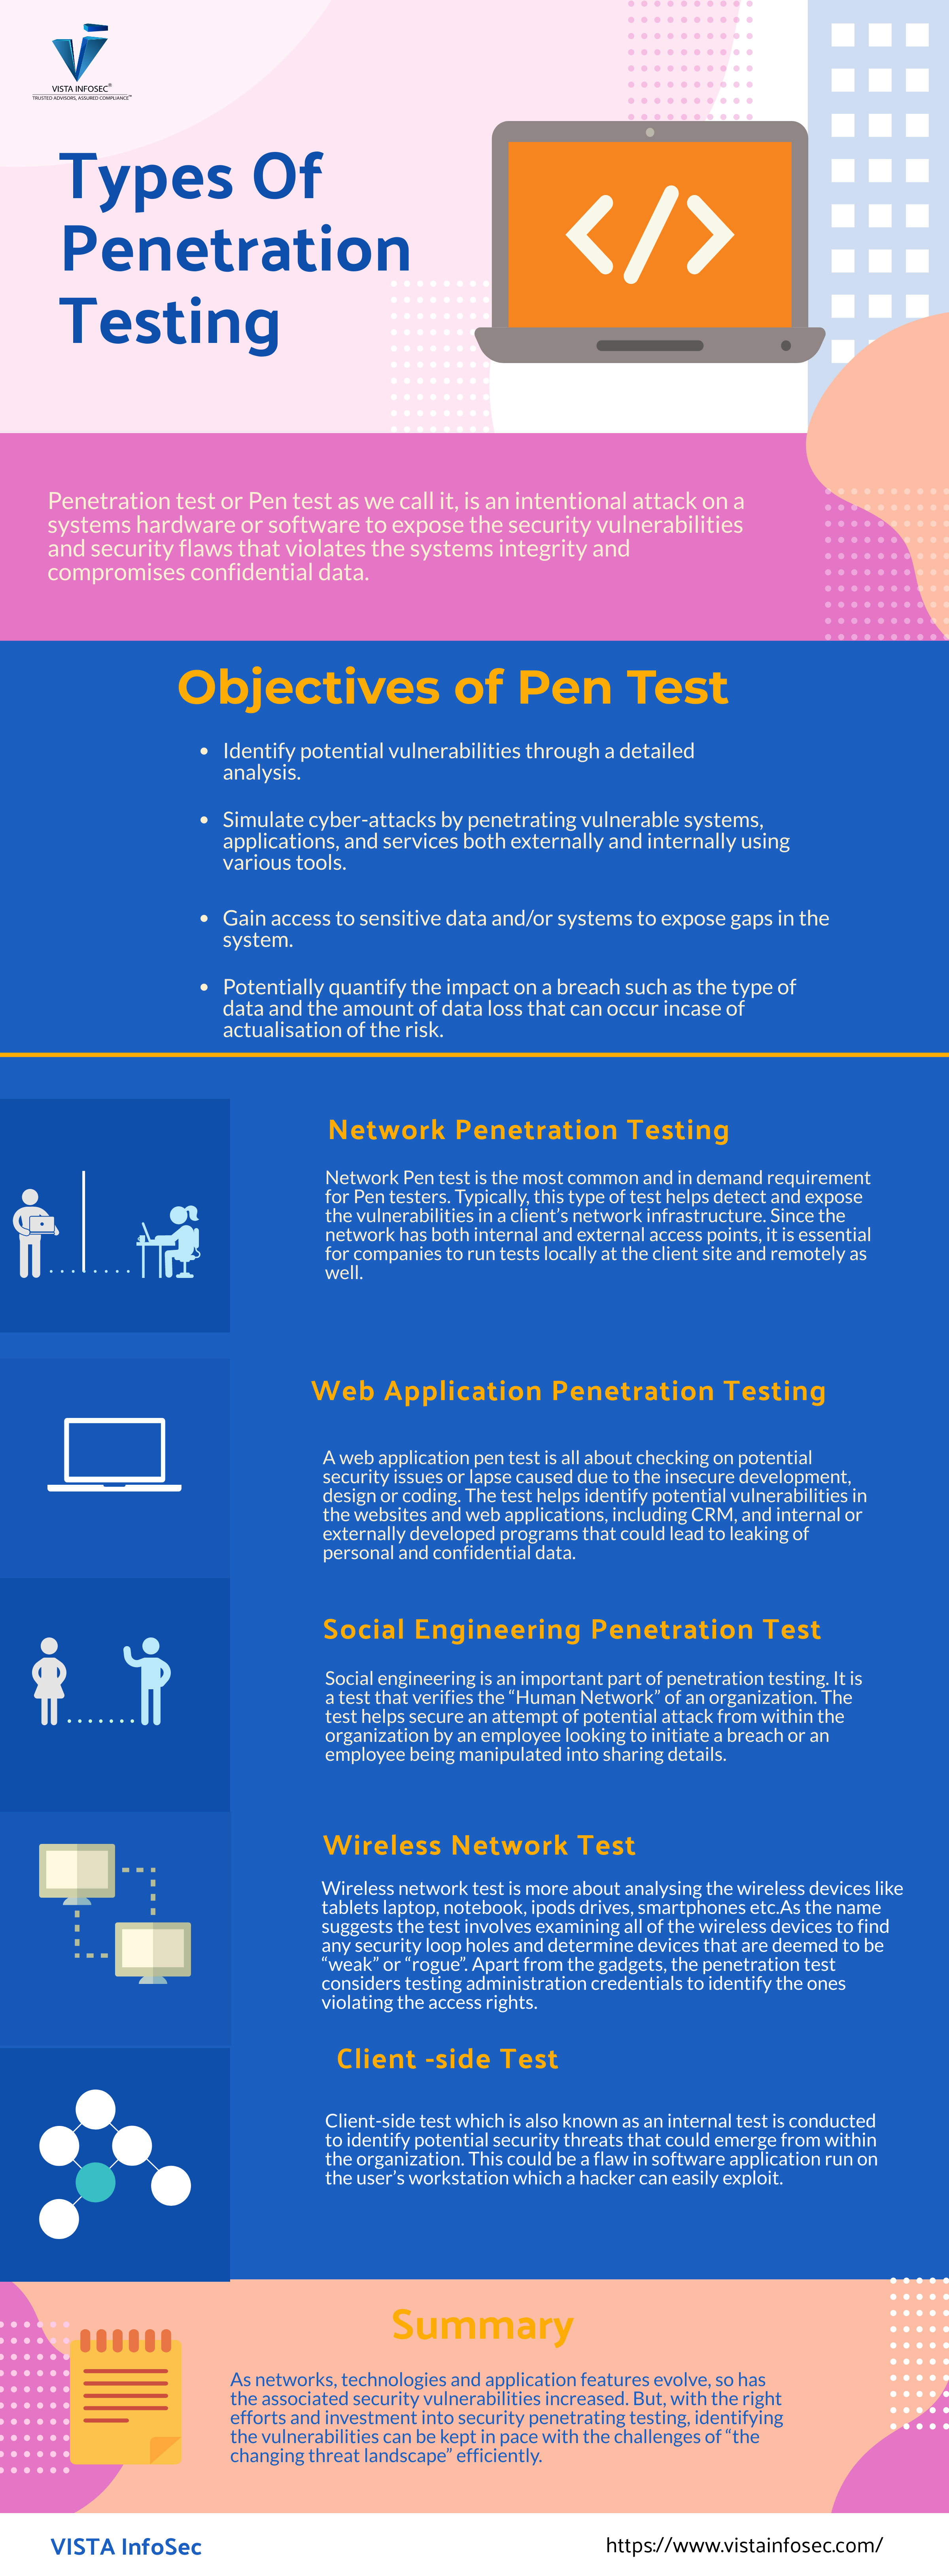 VISTA INFOSEC®
TRUSTED ADVISORS, ASSURED COMPLIANCE™
Types Of
Penetration
Testing
</>
Penetration test or Pen test as we call it, is an intentional attack on a
systems hardware or software to expose the security vulnerabilities
and security flaws that violates the systems integrity and
compromises confidential data.
Objectives of Pen Test
• Identify potential vulnerabilities through a detailed
analysis.
• Simulate cyber-attacks by penetrating vulnerable systems,
applications, and services both externally and internally using
various tools.
• Gain access to sensitive data and/or systems to expose gaps in the
system.
• Potentially quantify the impact on a breach such as the type of
data and the amount of data loss that can occur incase of
actualisation of the risk.
Network Penetration Testing
Network Pen test is the most common and in demand requirement
for Pen testers. Typically, this type of test helps detect and expose
the vulnerabilities in a client’s network infrastructure. Since the
network has both internal and external access points, it is essential
for companies to run tests locally at the client site and remotely as
well.
Web Application Penetration Testing
A web application pen test is all about checking on potential
security issues or lapse caused due to the insecure development,
design or coding. The test helps identify potential vulnerabilities in
the websites and web applications, including CRM, and internal or
externally developed programs that could lead to leaking of
personal and confidential data.
Social Engineering Penetration Test
Social engineering is an important part of penetration testing. It is
a test that verifies the “Human Network” of an organization. The
test helps secure an attempt of potential attack from within the
organization by an employee looking to initiate a breach or an
employee being manipulated into sharing details.
Wireless Network Test
Wireless network test is more about analysing the wireless devices like
tablets laptop, notebook, ipods drives, smartphones etc.As the name
suggests the test involves examining all of the wireless devices to find
any security loop holes and determine devices that are deemed to be
“weak” or “rogue”. Apart from the gadgets, the penetration test
considers testing administration credentials to identify the ones
violating the access rights.
Client -side Test
Client-side test which is also known as an internal test is conducted
to identify potential security threats that could emerge from within
the organization. This could be a flaw in software application run on
the user’s workstation which a hacker can easily exploit.
Summary
As networks, technologies and application features evolve, so has
the associated security vulnerabilities increased. But, with the right
efforts and investment into security penetrating testing, identifying
the vulnerabilities can be kept in pace with the challenges of “the
changing threat landscape” efficiently.
VISTA InfoSec
https://www.vistainfosec.com/